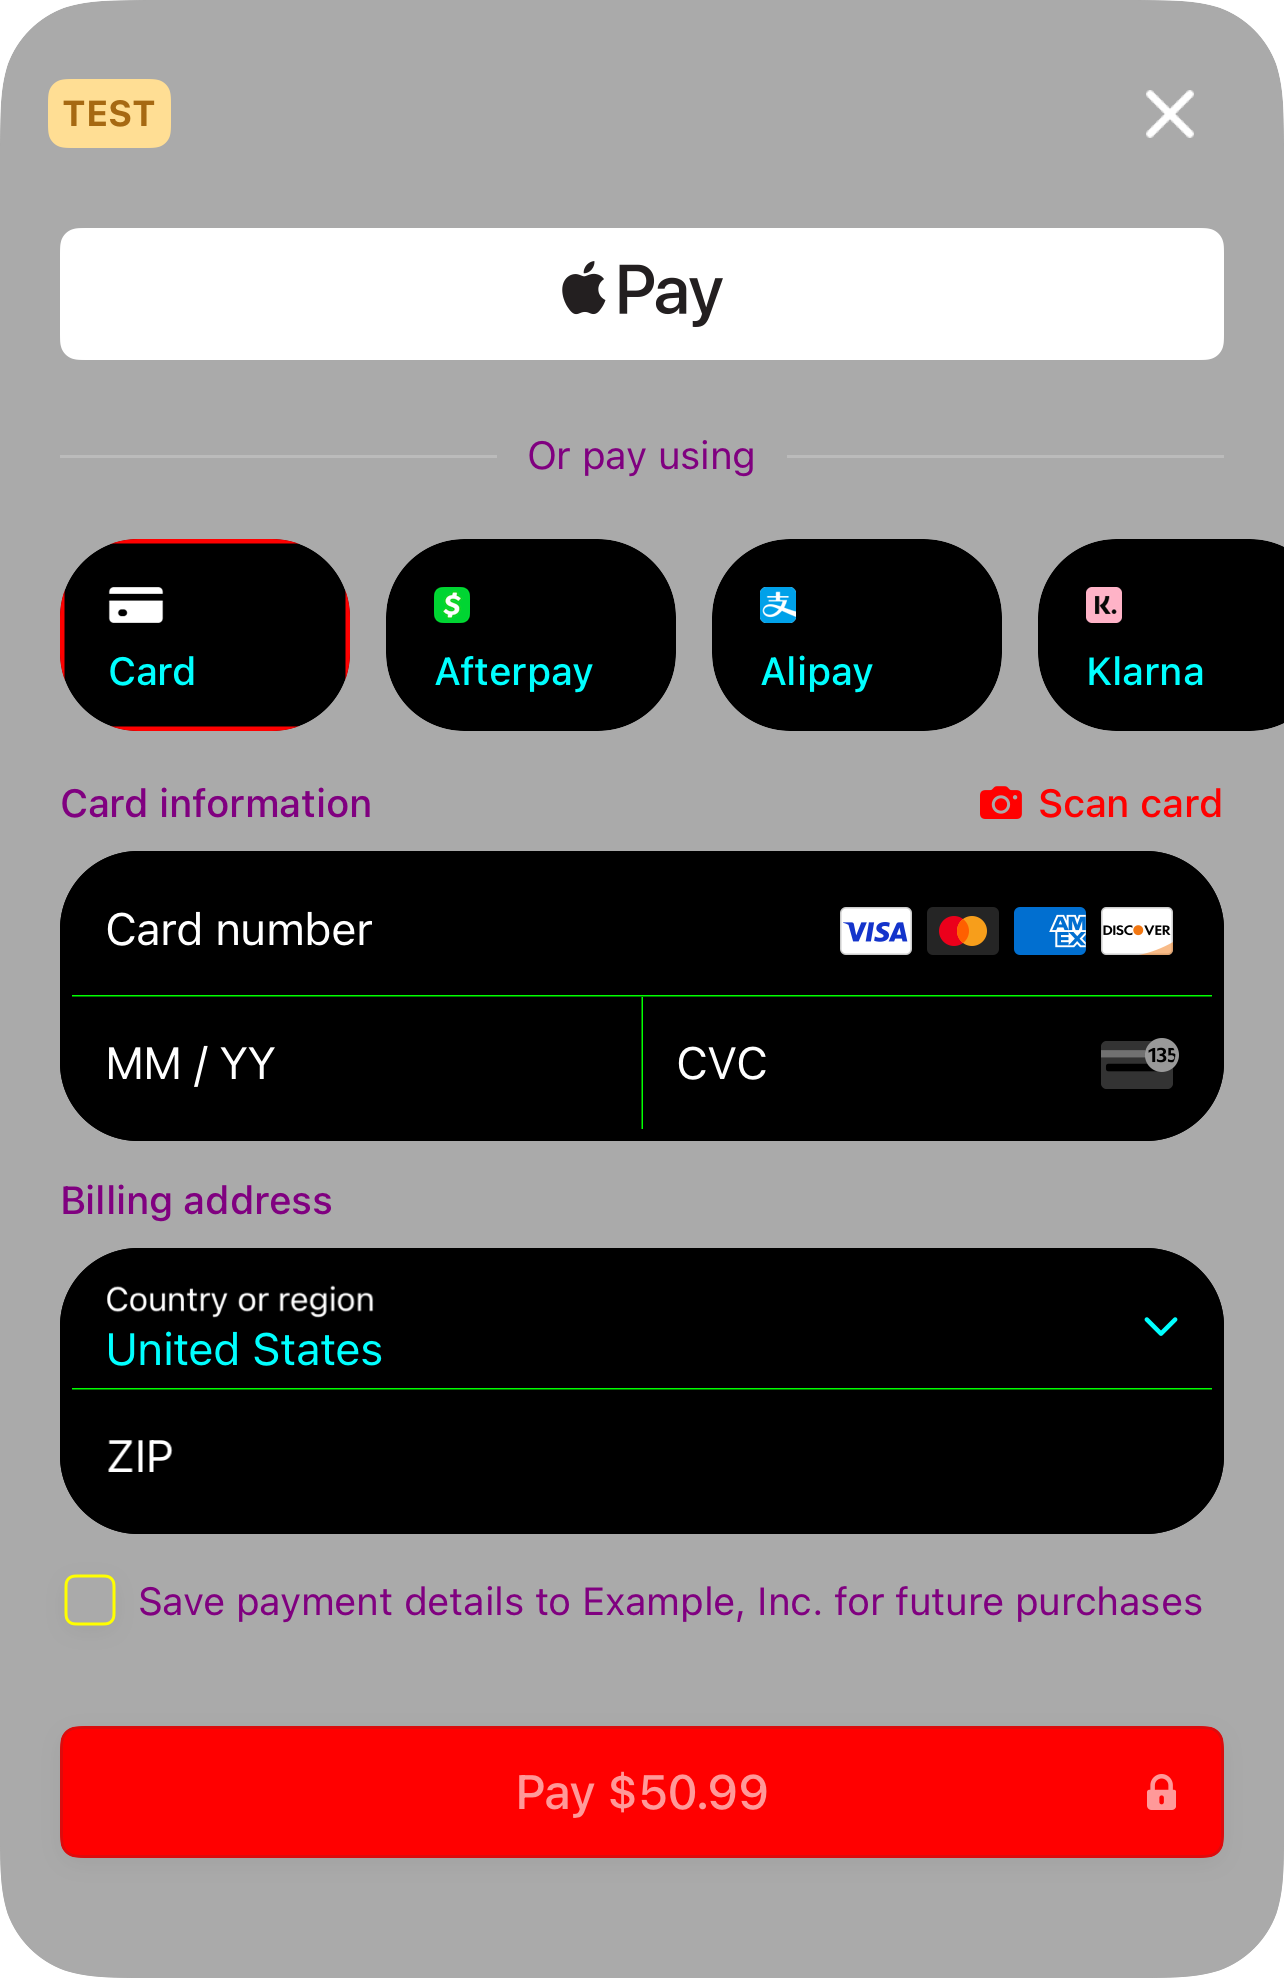 TEST
Pay
Or pay using
Card
Afterpay
Alipay
Klarna
Card information
Scan card
Card number
VISA
AM
EX
DISCOVER
MM / YY
CVC
135
Billing address
Country or region
United States
ZIP
Save payment details to Example, Inc. for future purchases
Pay $50.99